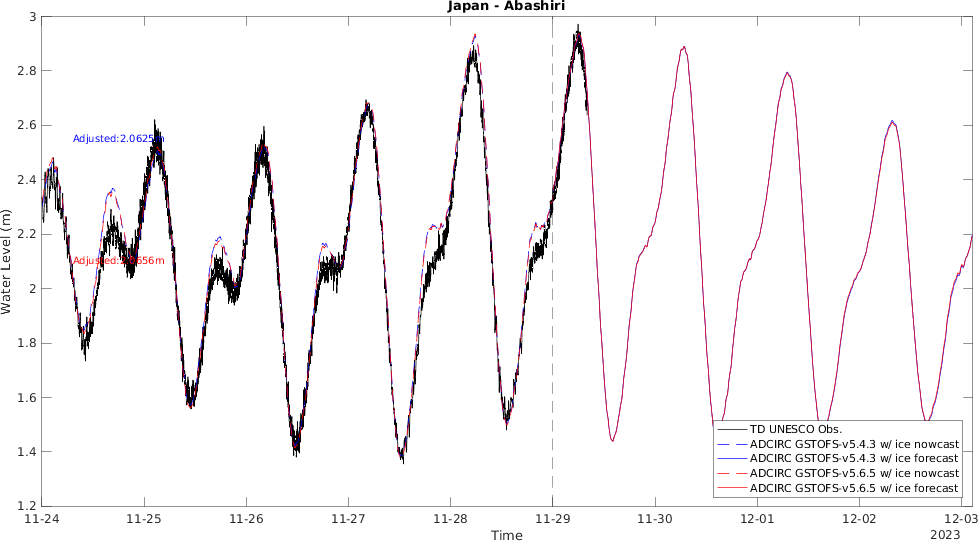 Japan - Abashiri
3
2.8
2.6
2.4
2.2
2
1.8
1.6
1.4
1.2
Water Level (m)
Adjusted:2.0625m
TD UNESCO Obs.
ADCIRC GSTOFS-v5.4.3 w/ ice nowcast
ADCIRC GSTOFS-v5.4.3 w/ ice forecast
ADCIRC GSTOFS-v5.6.5 w/ ice nowcast
ADCIRC GSTOFS-v5.6.5 w/ ice forecast
11-24 11-25 11-26 11-27 11-28 11-29 11-30 12-01 12-02 12-03
Time
2023